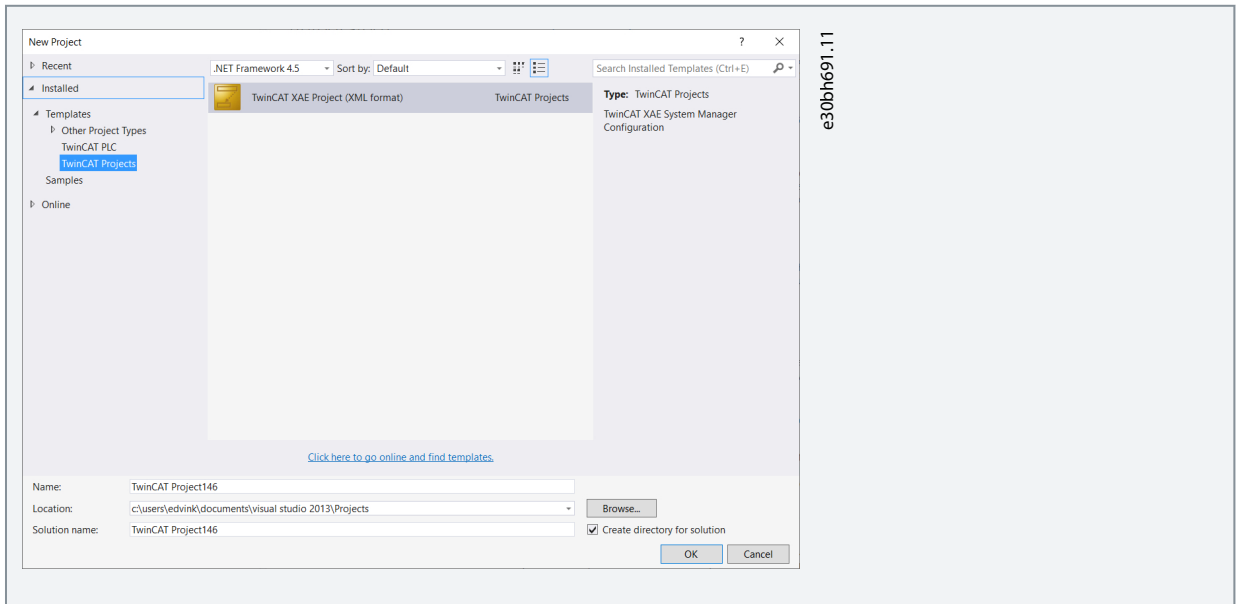 New Project
?
Recent
.NET Framework 4.5
Sort by:
Default
Search Installed Templates (Ctrl+E)
Installed
TwinCAT XAE Project (XML format)
TwinCAT Projects
Type: TwinCAT Projects
TwinCAT XAE System Manager
Configuration
Templates
Other Project Types
TwinCAT PLC
TwinCAT Projects
Samples
Online
Click here to go online and find templates.
Name:
TwinCAT Project146
Location:
c:\users\edvink\documents\visual studio 2013\Projects
Browse...
Solution name:
TwinCAT Project146
Create directory for solution
OK
Cancel
e30bh691.11